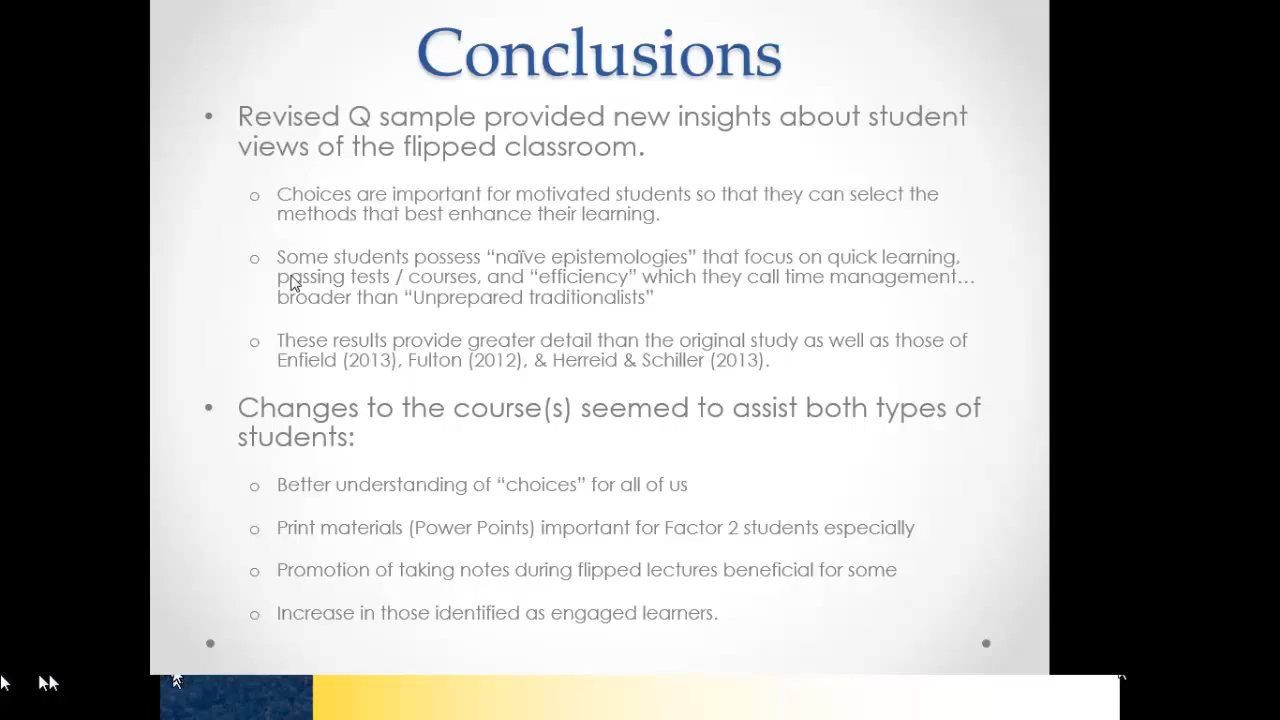 Conclusions
• Revised Q sample provided new insights about student
views of the flipped classroom.
o Choices are important for motivated students so that they can select the
methods that best enhance their learning.
o Some students possess “naïve epistemologies” that focus on quick learning,
passing tests / courses, and “efficiency” which they call time management…
broader than “Unprepared traditionalists”
o These results provide greater detail than the original study as well as those of
Enfield (2013), Fulton (2012), & Herreid & Schiller (2013).
• Changes to the course(s) seemed to assist both types of
students:
o Better understanding of “choices” for all of us
o Print materials (Power Points) important for Factor 2 students especially
o Promotion of taking notes during flipped lectures beneficial for some
o Increase in those identified as engaged learners.